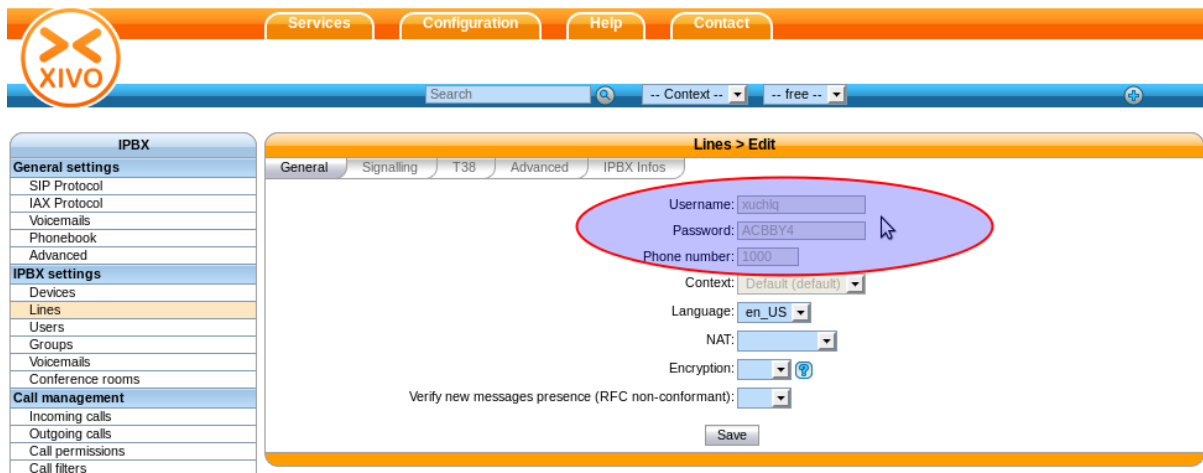 Services Configuration Help Contact
XIVO
Search -- Context -- -- free --
IPBX
General settings
SIP Protocol
IAX Protocol
Voicemails
Phonebook
Advanced
IPBX settings
Devices
Lines
Users
Groups
Voicemails
Conference rooms
Call management
Incoming calls
Outgoing calls
Call permissions
Call filters
Lines > Edit
General Signalling T38 Advanced IPBX Infos
Username: xuchlq
Password: ACBBY4
Phone number: 1000
Context: Default (default)
Language: en_US
NAT:
Encryption: ?
Verify new messages presence (RFC non-conformant):
Save